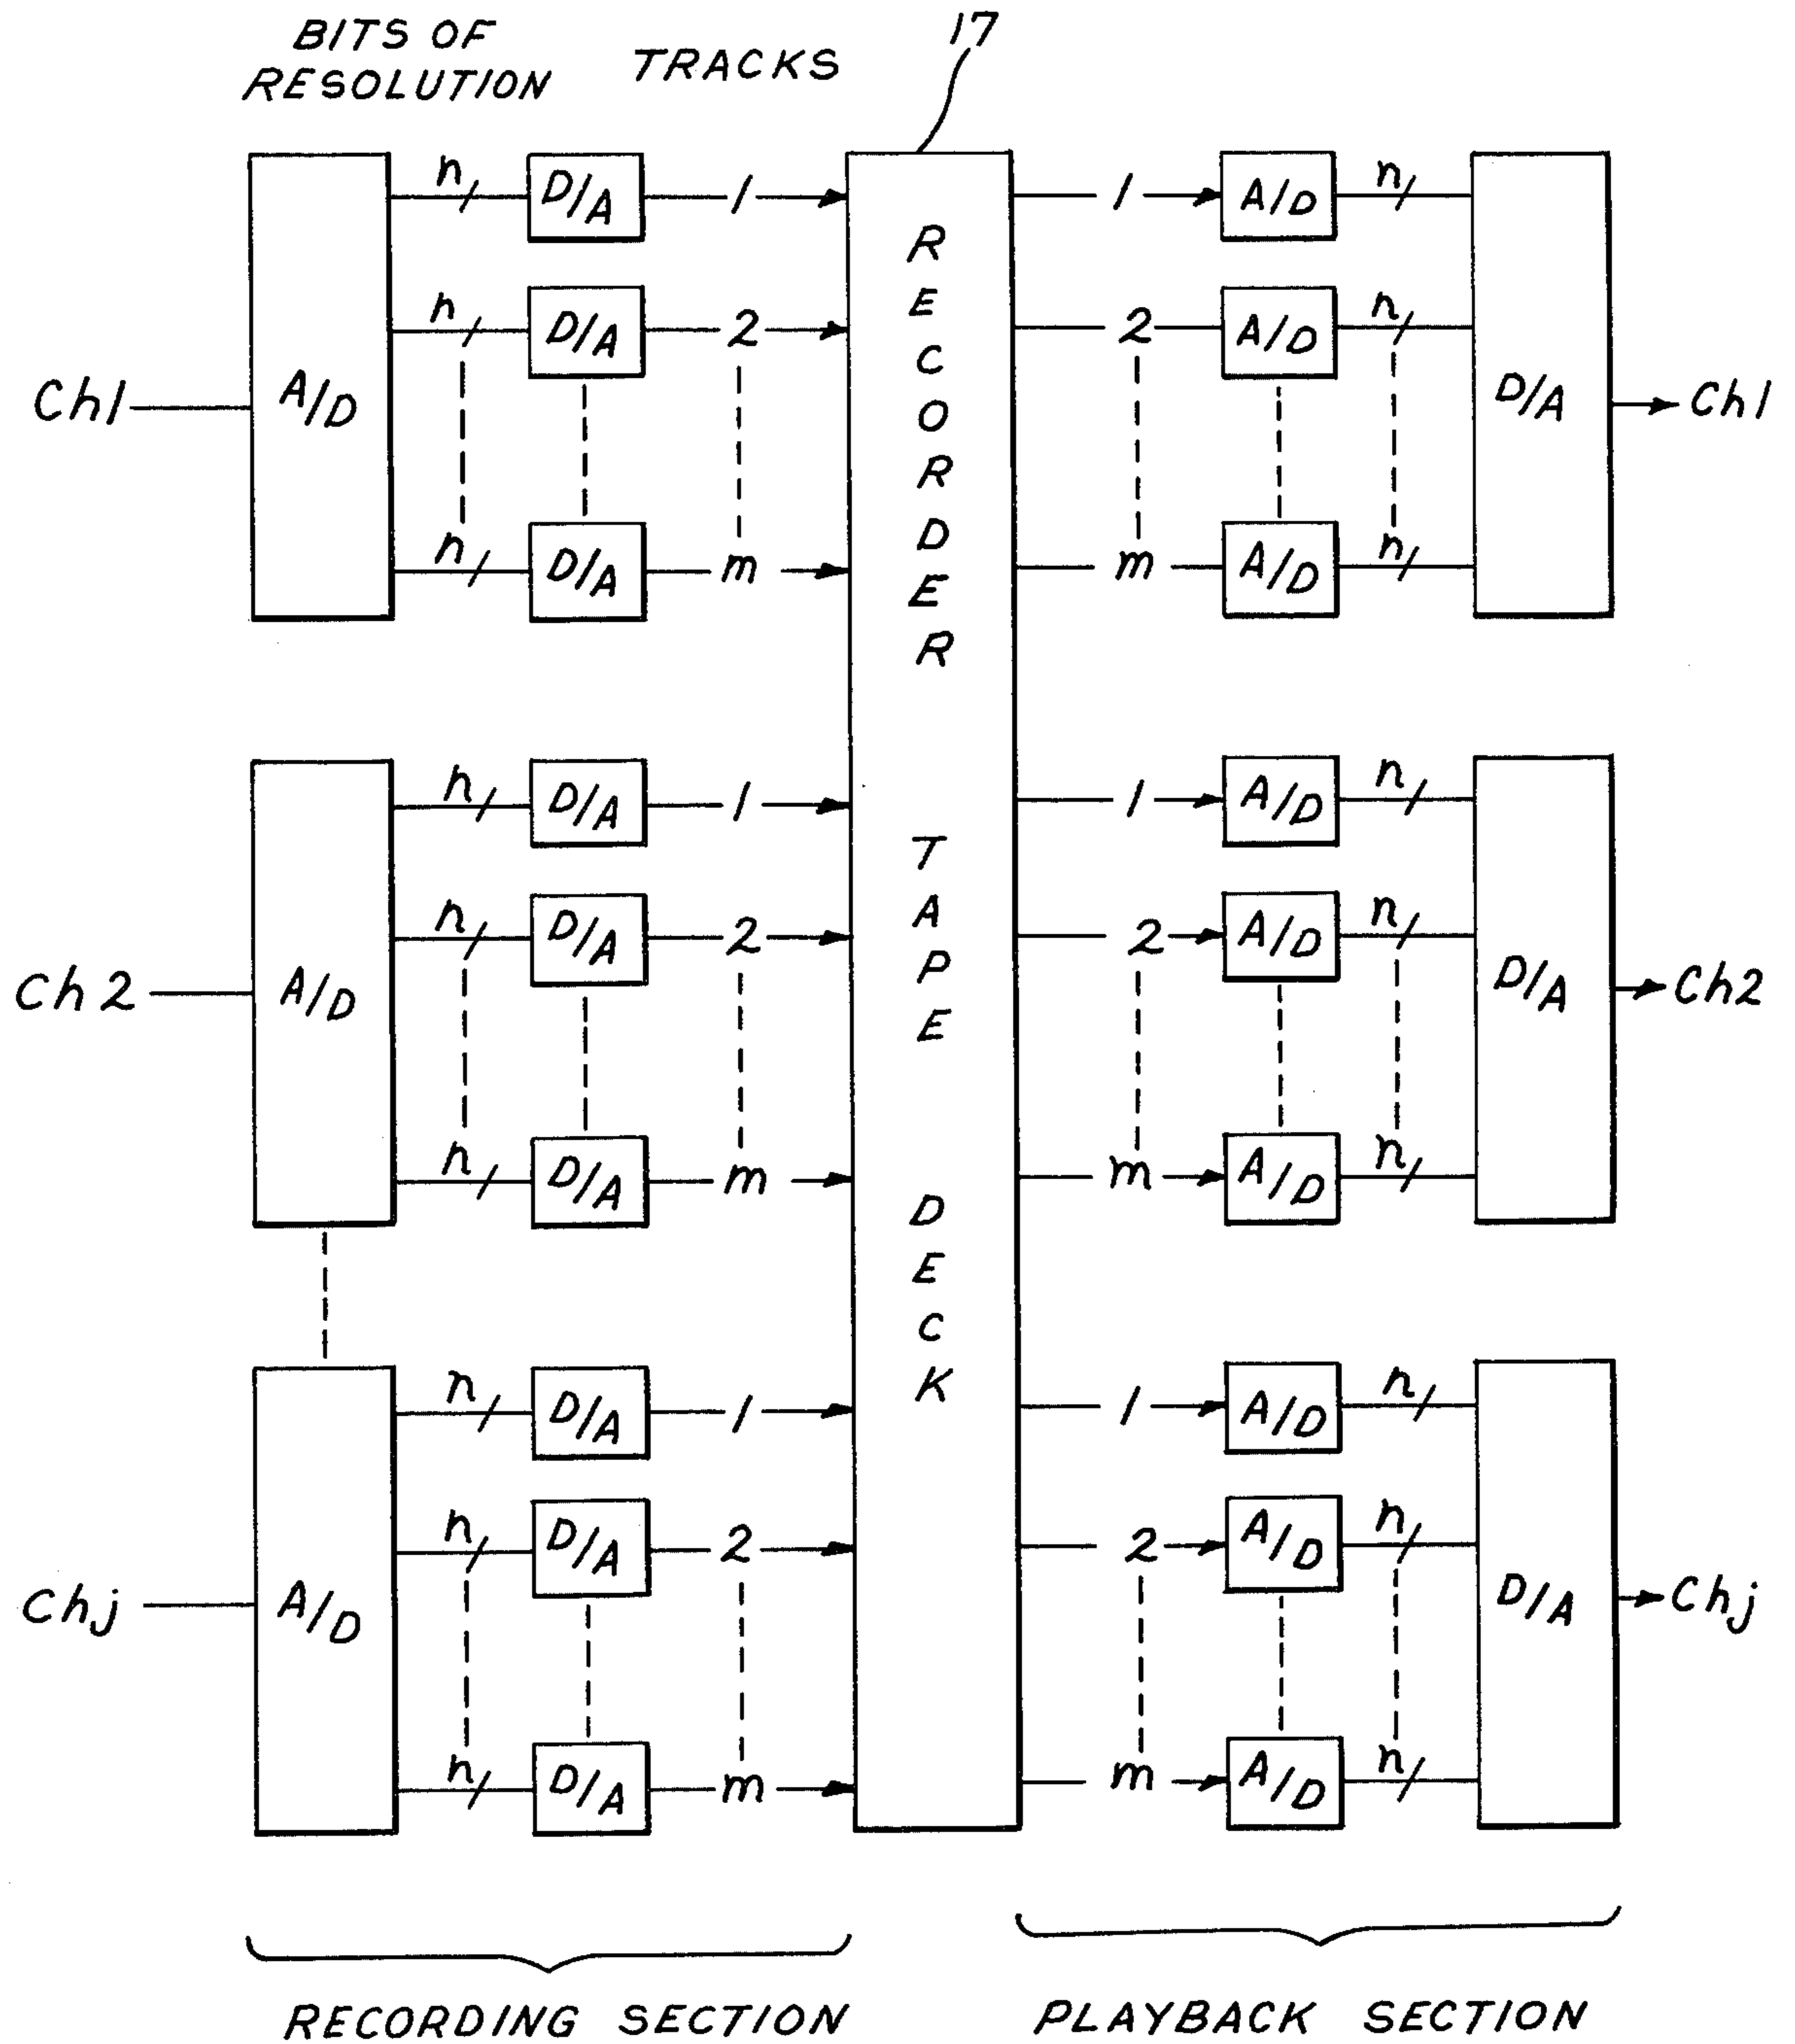 BITS OF
RESOLUTION
TRACKS
17
Ch1
A/D
n
D/A
1
n
D/A
2
n
D/A
m
1
A/D
n
2
A/D
n
m
A/D
n
D/A
Ch1
RECORDER
TAPE
DECK
Ch2
A/D
n
D/A
1
n
D/A
2
n
D/A
m
1
A/D
n
2
A/D
n
m
A/D
n
D/A
Ch2
Chj
A/D
n
D/A
1
n
D/A
2
n
D/A
m
1
A/D
n
2
A/D
n
m
A/D
n
D/A
Chj
RECORDING SECTION
PLAYBACK SECTION